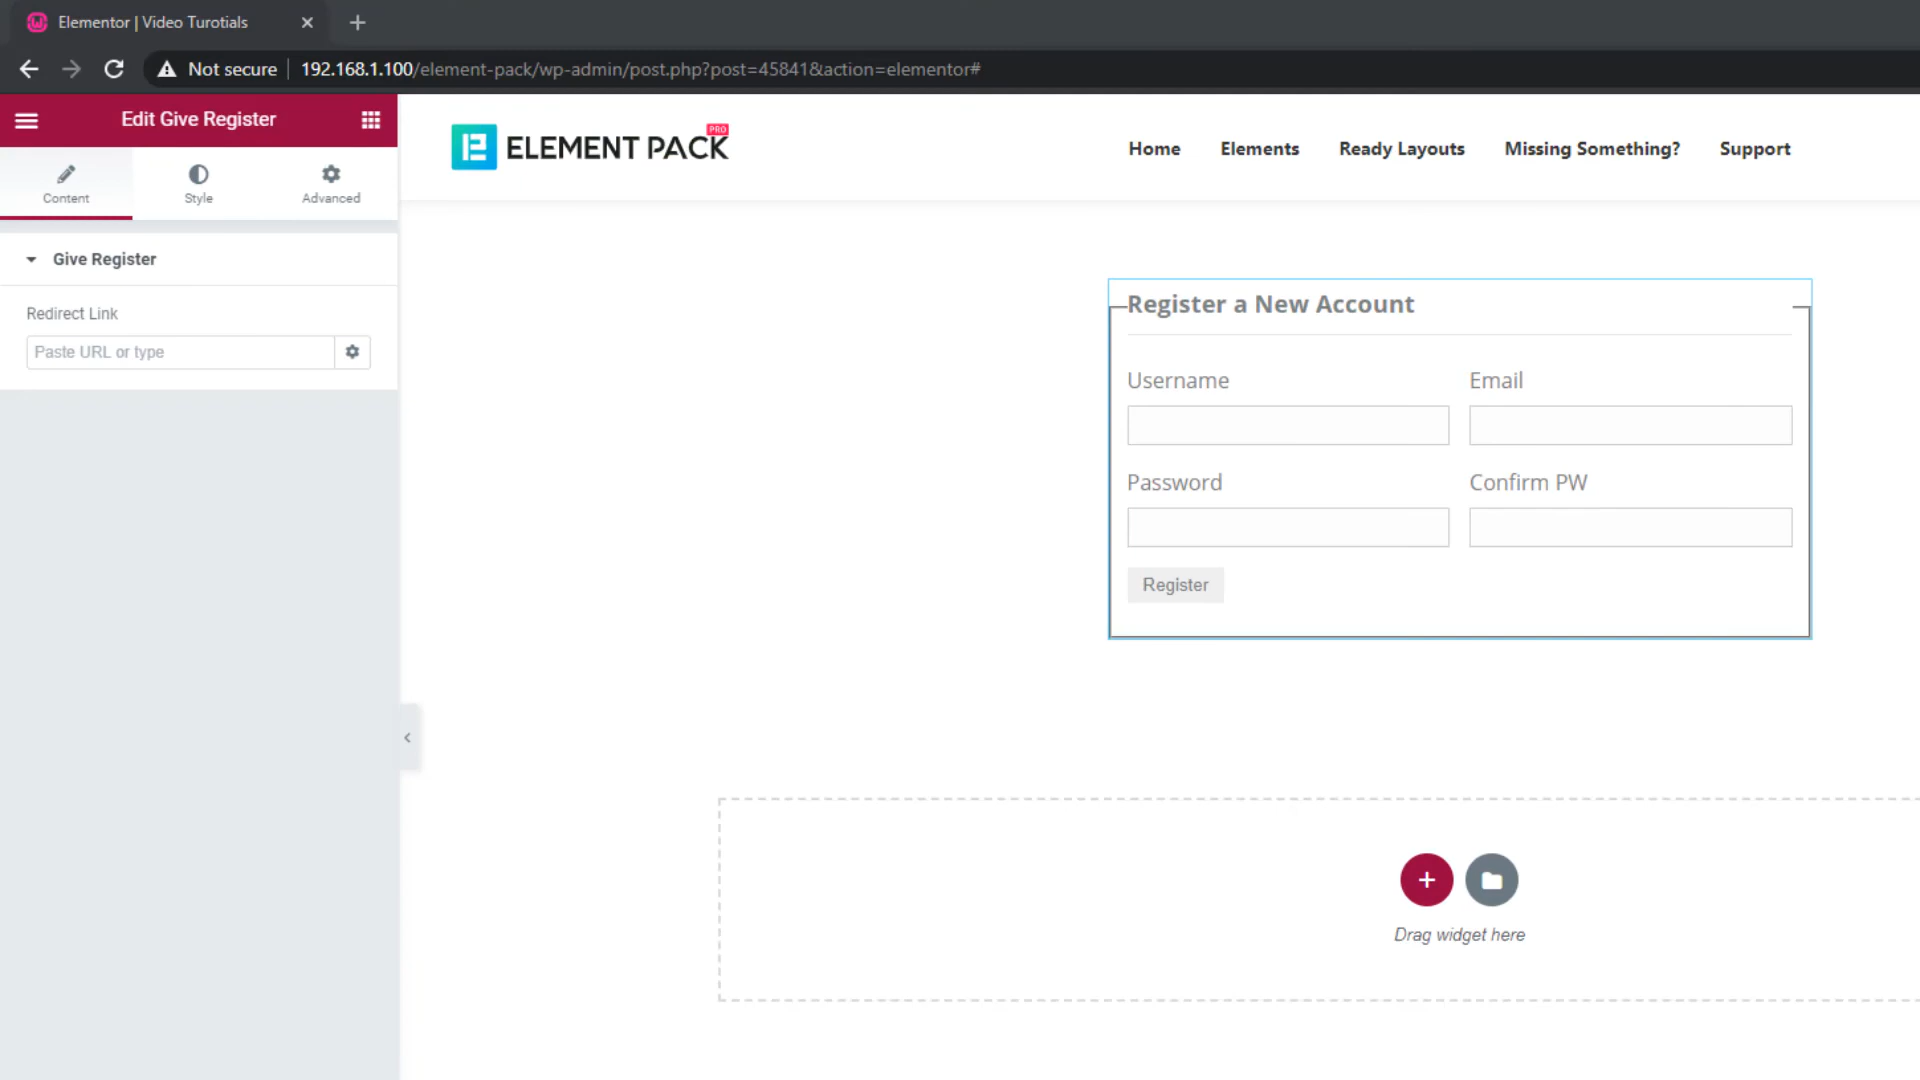 Elementor | Video Turotials
Not secure
192.168.1.100/element-pack/wp-admin/post.php?post=45841&action=elementor#
Edit Give Register
Content
Style
Advanced
Give Register
Redirect Link
Paste URL or type
ELEMENT PACK
PRO
Home
Elements
Ready Layouts
Missing Something?
Support
Register a New Account
Username
Email
Password
Confirm PW
Register
Drag widget here